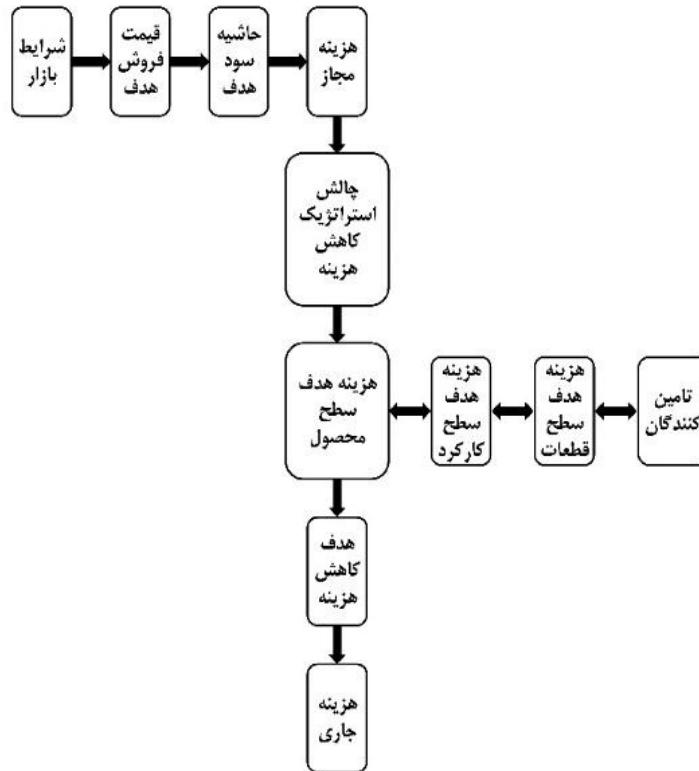 شرایط
بازار
قیمت
فروش
هدف
حاشیه
سود
هدف
هزینه
مجاز
چالش
استراتژیک
کاهش
هزینه
هزینه هدف
سطح
محصول
هزینه
هدف
سطح
کارکرد
هزینه
هدف
سطح
قطعات
تامین
کنندگان
هدف
کاهش
هزینه
هزینه
جاری